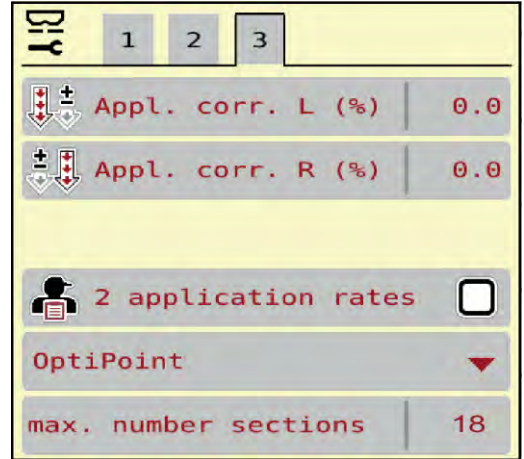 1 2 3
Appl. corr. L (%) 0.0
Appl. corr. R (%) 0.0
2 application rates
OptiPoint
max. number sections 18